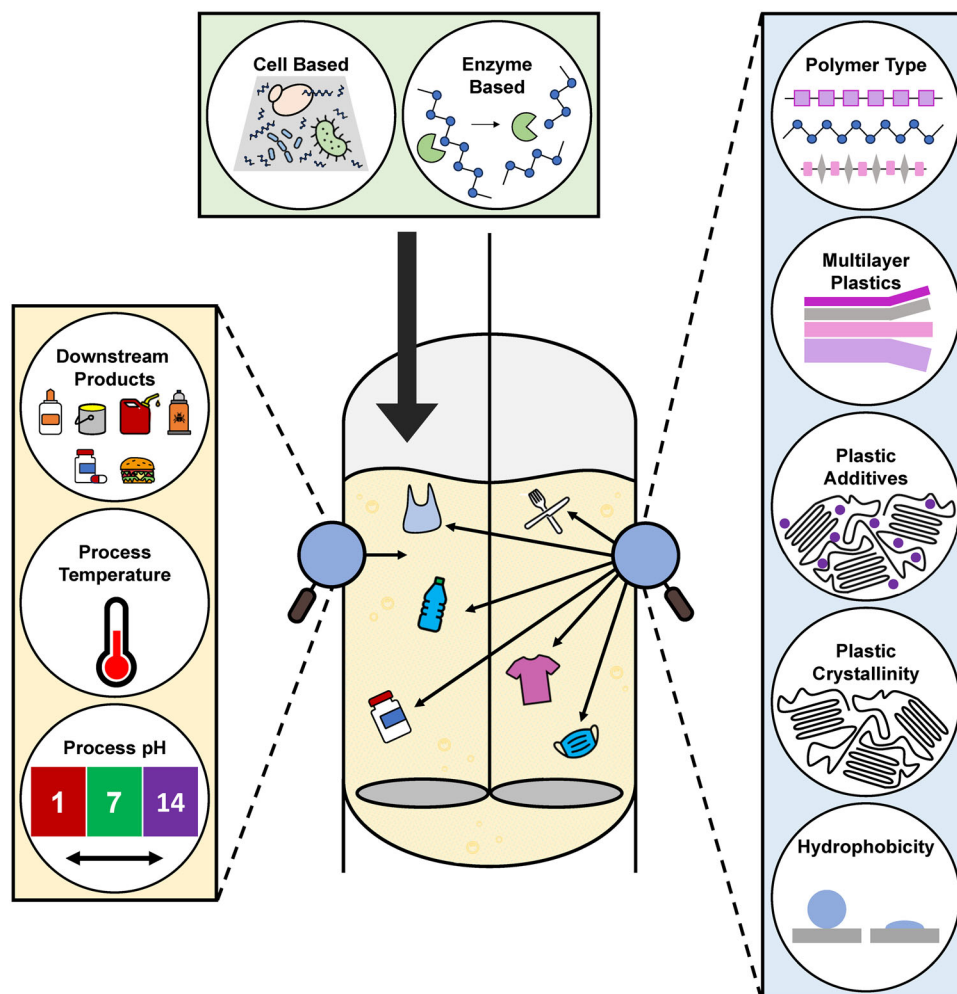 Cell Based
Enzyme
Based
Polymer Type
Multilayer
Plastics
Plastic
Additives
Plastic
Crystallinity
Hydrophobicity
Downstream
Products
Process
Temperature
Process pH
1 7 14